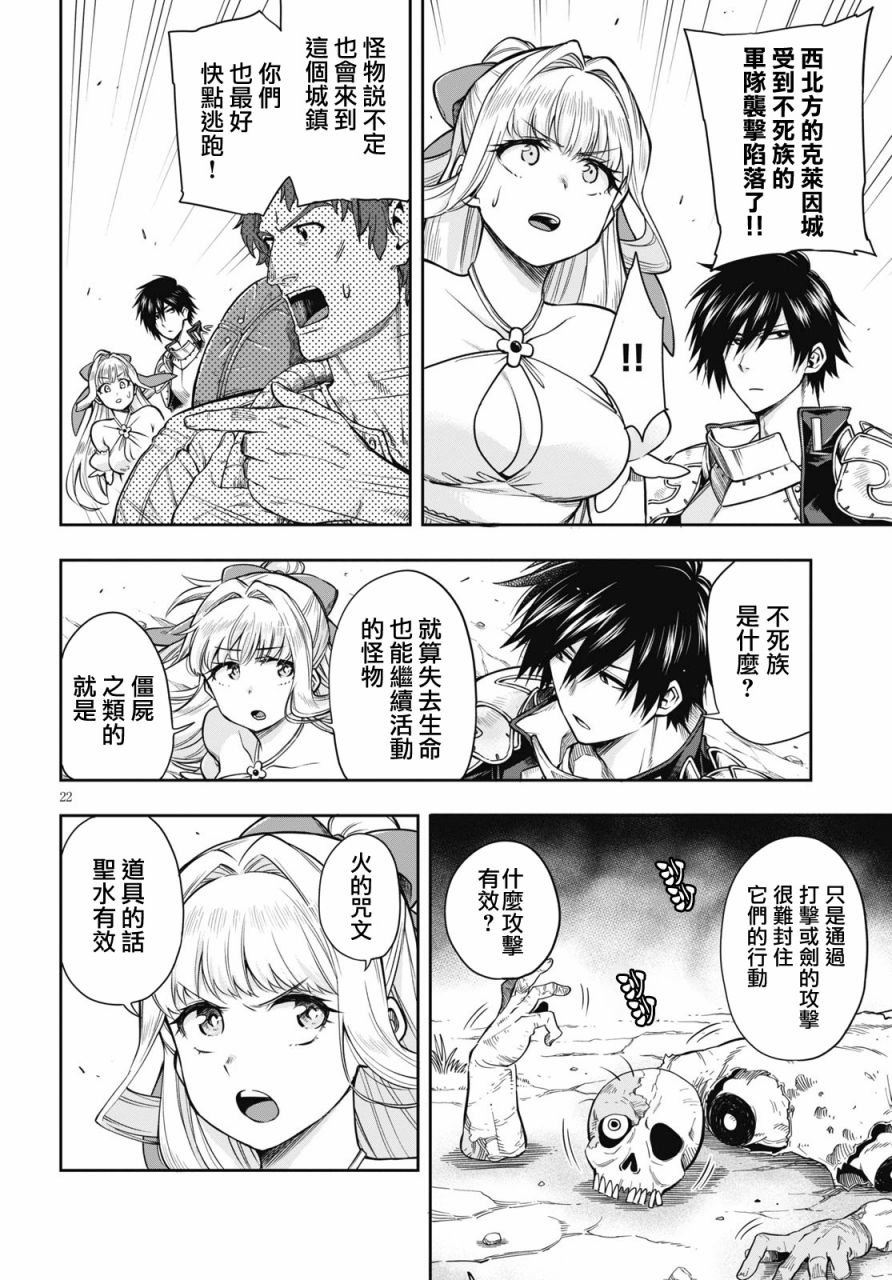 西北方的克萊因城
受到不死族的
軍隊襲擊陷落了!!
!!
怪物說不定
也會來到
這個城鎮
你們
也最好
快點逃跑!
不死族
是什麼?
就算失去生命
也能繼續活動
的怪物
僵屍
之類的
就是
22
只是通過
打擊或劍的攻擊
很難封住
它們的行動
什麼攻擊
有效?
火的咒文
道具的話
聖水有效